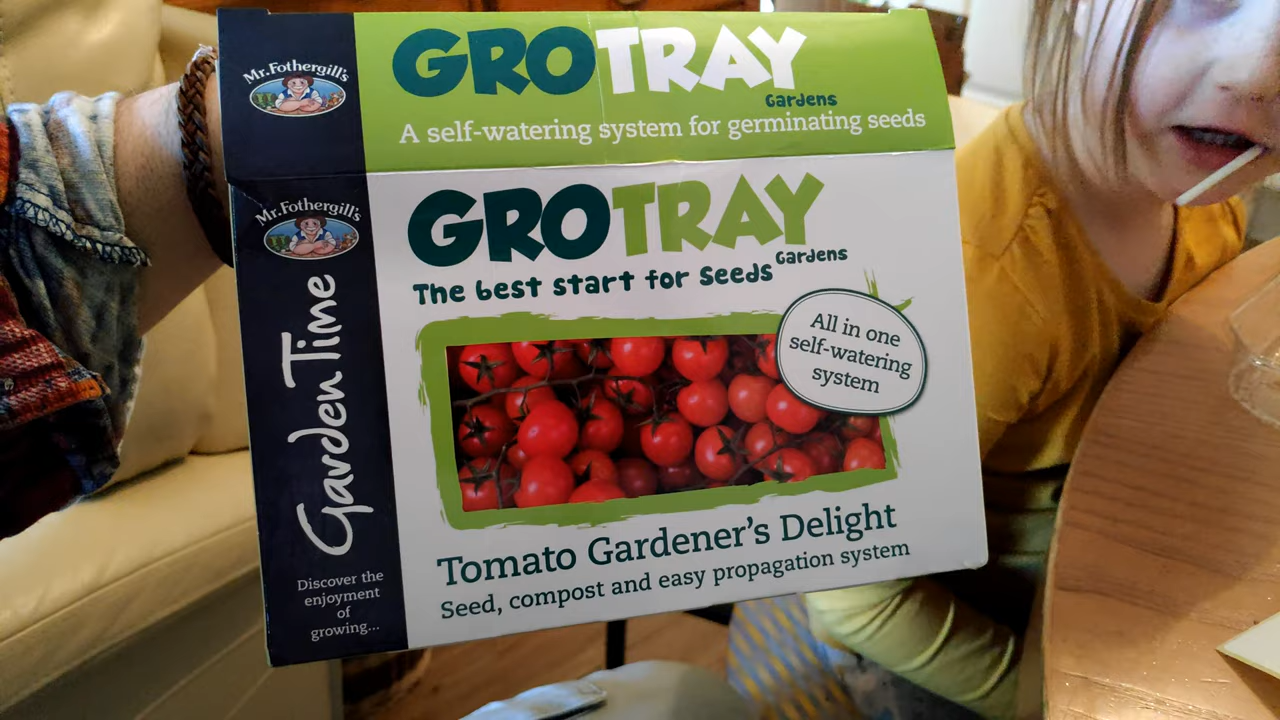 Mr. Fothergill's
GROTRAY
Gardens
A self-watering system for germinating seeds
Mr. Fothergill's
GROTRAY
Gardens
The best start for Seeds
All in one
self-watering
system
Garden Time
Tomato Gardener's Delight
Seed, compost and easy propagation system
Discover the
enjoyment
of
growing...